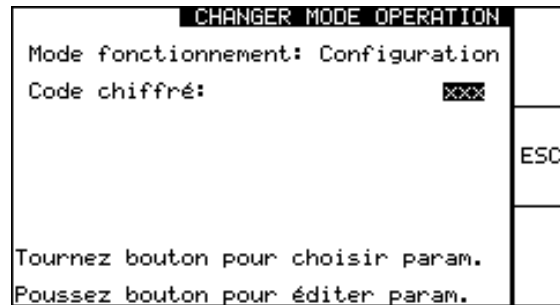 CHANGER MODE OPERATION
Mode fonctionnement: Configuration
Code chiffré: xxx
ESC
Tournez bouton pour choisir param.
Poussez bouton pour éditer param.